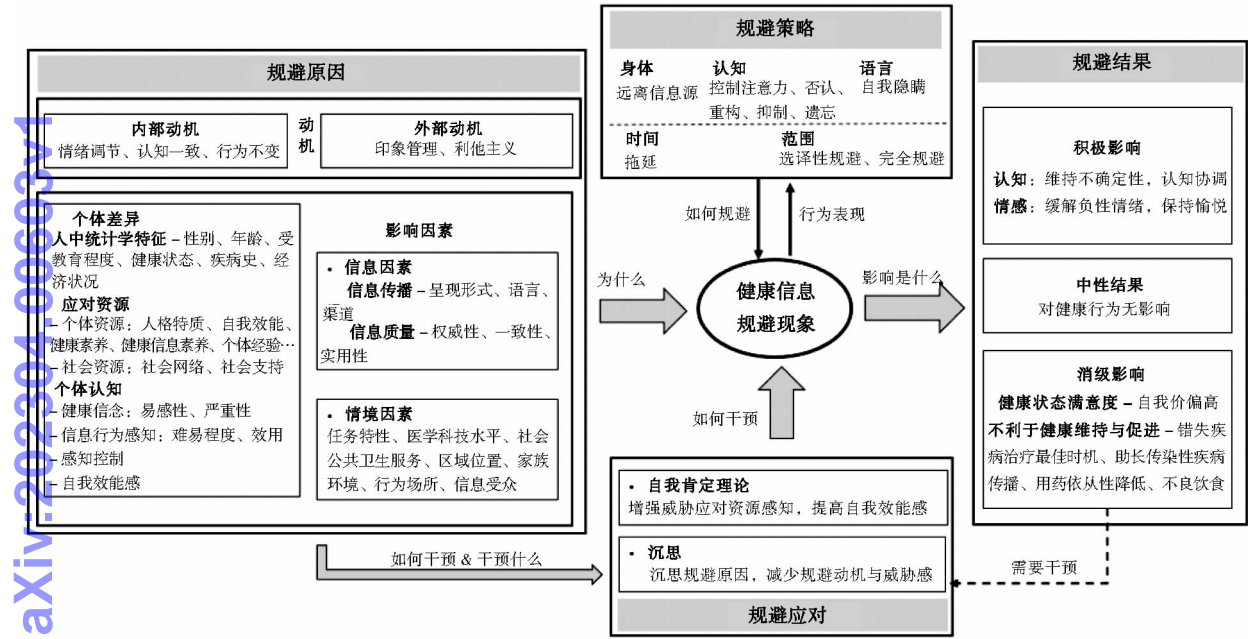 规避原因
内部动机
情绪调节、认知一致、行为不变
动
机
外部动机
印象管理、利他主义
个体差异
人中统计学特征－性别、年龄、受
教育程度、健康状态、疾病史、经
济状况
应对资源
－个体资源：人格特质、自我效能、
健康素养、健康信息素养、个体经验…
－社会资源：社会网络、社会支持
个体认知
－健康信念：易感性、严重性
－信息行为感知：难易程度、效用
－感知控制
－自我效能感
影响因素
· 信息因素
信息传播－呈现形式、语言、
渠道
信息质量－权威性、一致性、
实用性
· 情境因素
任务特性、医学科技水平、社会
公共卫生服务、区域位置、家族
环境、行为场所、信息受众
规避策略
身体
远离信息源
认知
控制注意力、否认、
重构、抑制、遗忘
语言
自我隐瞒
时间
拖延
范围
选译性规避、完全规避
如何规避
行为表现
为什么
健康信息
规避现象
影响是什么
如何干预
规避结果
积极影响
认知：维持不确定性，认知协调
情感：缓解负性情绪，保持愉悦
中性结果
对健康行为无影响
消级影响
健康状态满意度－自我价偏高
不利于健康维持与促进－错失疾
病治疗最佳时机、助长传染性疾病
传播、用药依从性降低、不良饮食
如何干预 & 干预什么
· 自我肯定理论
增强威胁应对资源感知，提高自我效能感
· 沉思
沉思规避原因，减少规避动机与威胁感
规避应对
需要干预
aXiv:202304.00603v1